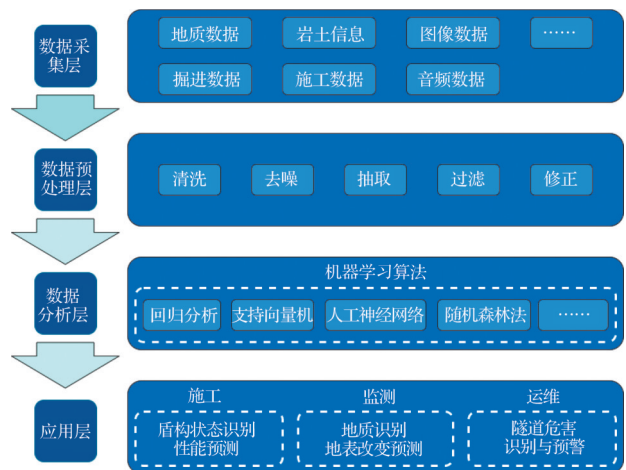 数据采
集层
地质数据 岩土信息 图像数据 ……
掘进数据 施工数据 音频数据
数据预
处理层
清洗 去噪 抽取 过滤 修正
数据
分析层
机器学习算法
回归分析 支持向量机 人工神经网络 随机森林法 ……
应用层
施工 监测 运维
盾构状态识别 地质识别 隧道危害
性能预测 地表改变预测 识别与预警